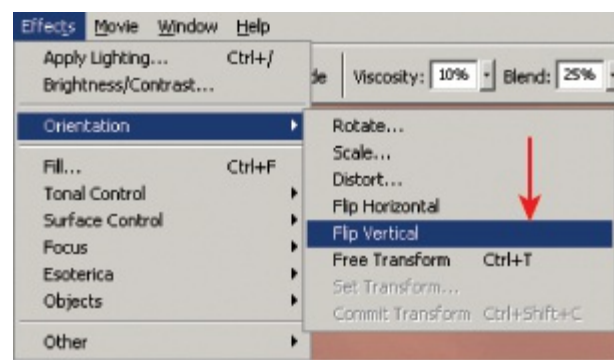 Effects Movie Window Help
Apply Lighting... Ctrl+/
Brightness/Contrast...
Orientation
Fill... Ctrl+F
Tonal Control
Surface Control
Focus
Esoterica
Objects
Other
de Viscosity: 10% Blend: 25%
Rotate...
Scale...
Distort...
Flip Horizontal
Flip Vertical
Free Transform Ctrl+T
Set Transform...
Commit Transform Ctrl+Shift+C